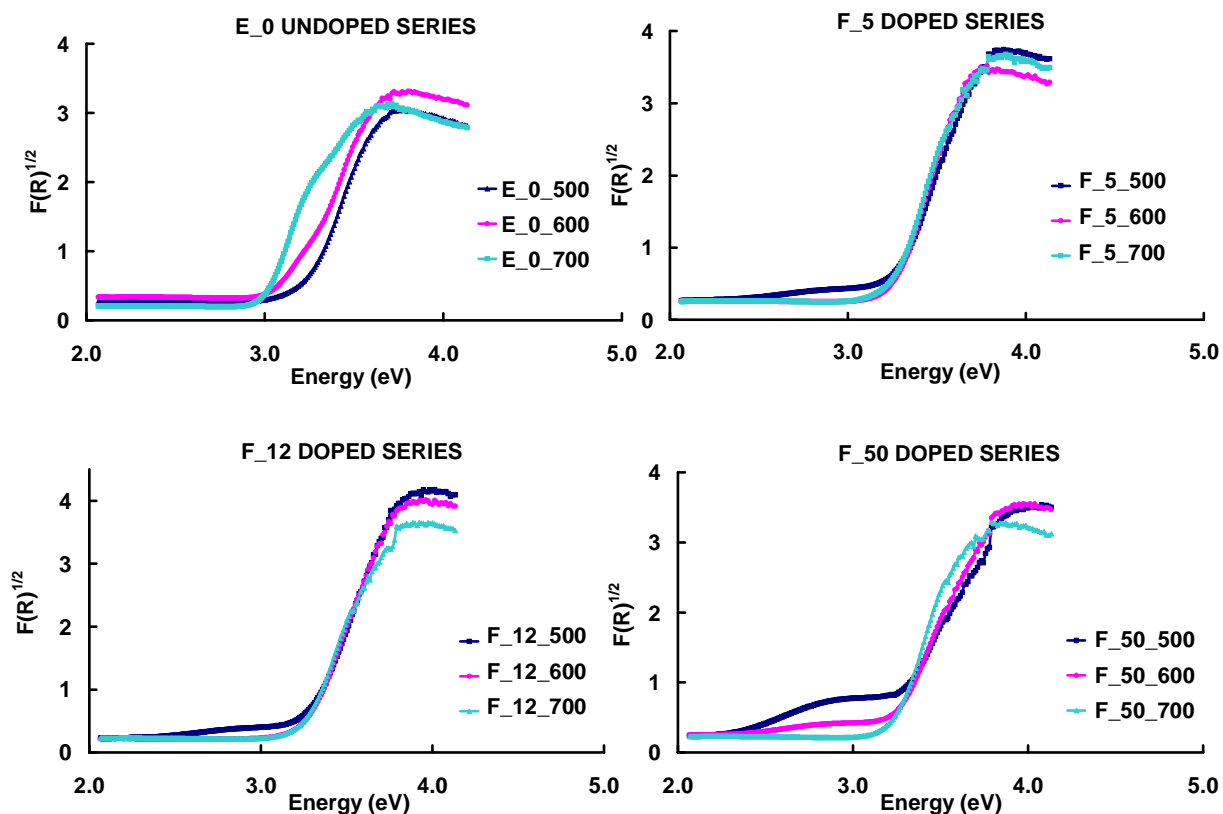 E_0 UNDOPED SERIES
4
3
2
1
0
F(R)^1/2
E_0_500
E_0_600
E_0_700
2.0 3.0 4.0 5.0
Energy (eV)
F_5 DOPED SERIES
4
3
2
1
0
F(R)^1/2
F_5_500
F_5_600
F_5_700
2.0 3.0 4.0 5.0
Energy (eV)
F_12 DOPED SERIES
4
3
2
1
0
F(R)^1/2
F_12_500
F_12_600
F_12_700
2.0 3.0 4.0 5.0
Energy (eV)
F_50 DOPED SERIES
4
3
2
1
0
F(R)^1/2
F_50_500
F_50_600
F_50_700
2.0 3.0 4.0 5.0
Energy (eV)